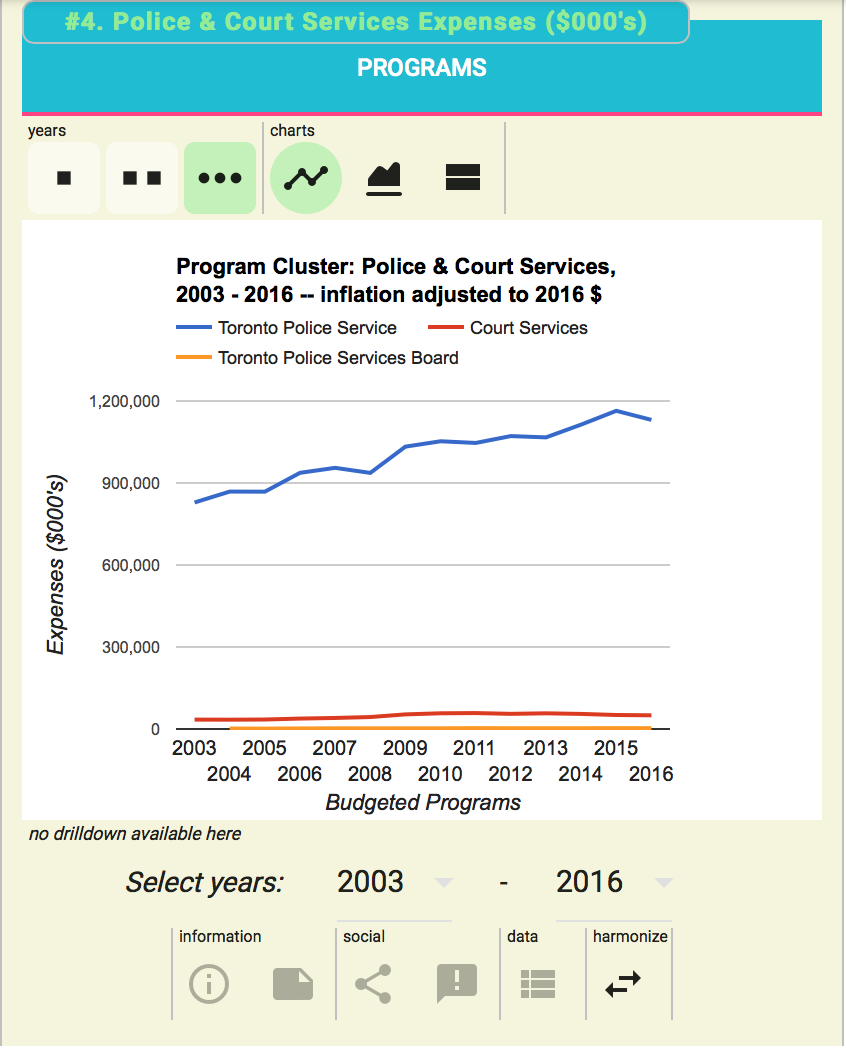 #4. Police & Court Services Expenses ($000's)
PROGRAMS
years
charts
Program Cluster: Police & Court Services,
2003 - 2016 -- inflation adjusted to 2016 $
Toronto Police Service
Court Services
Toronto Police Services Board
Expenses ($000's)
1,200,000
900,000
600,000
300,000
0
2003 2005 2007 2009 2011 2013 2015
2004 2006 2008 2010 2012 2014 2016
Budgeted Programs
no drilldown available here
Select years: 2003 - 2016
information
social
data
harmonize